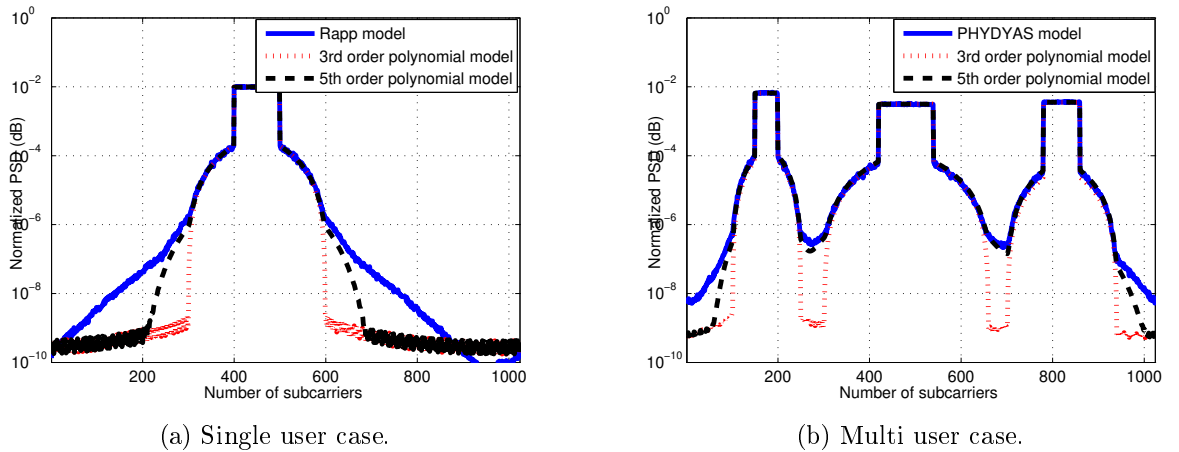 10^0
10^−2
10^−4
10^−6
10^−8
10^−10
Normalized PSD (dB)
200 400 600 800 1000
Number of subcarriers
Rapp model
3rd order polynomial model
5th order polynomial model
(a) Single user case.
10^0
10^−2
10^−4
10^−6
10^−8
10^−10
Normalized PSD (dB)
200 400 600 800 1000
Number of subcarriers
PHYDYAS model
3rd order polynomial model
5th order polynomial model
(b) Multi user case.